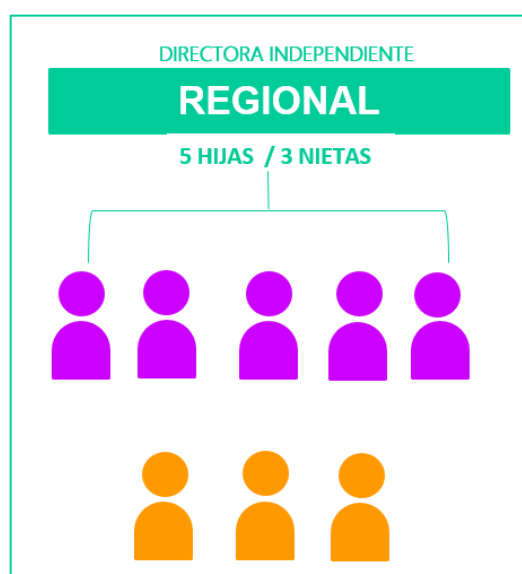 DIRECTORA INDEPENDIENTE
REGIONAL
5 HIJAS / 3 NIETAS